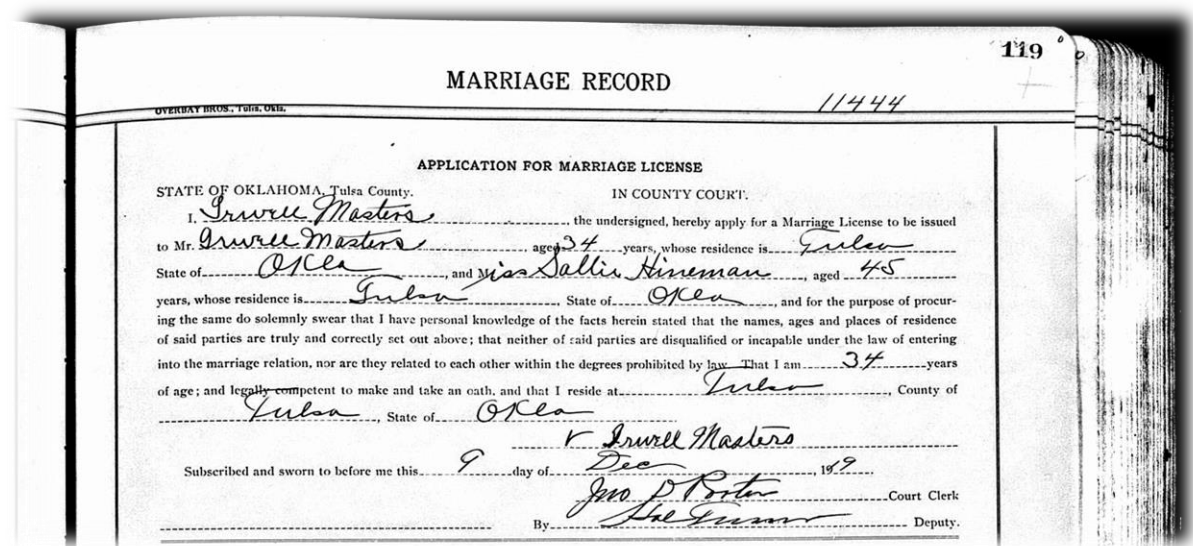 119
MARRIAGE RECORD
OVERBAY BROS., Tulsa, Okla.
11444
APPLICATION FOR MARRIAGE LICENSE
STATE OF OKLAHOMA, Tulsa County. IN COUNTY COURT.
I, Irwell Masters, the undersigned, hereby apply for a Marriage License to be issued
to Mr. Irwell Masters, aged 34 years, whose residence is Tulsa
State of Okla, and Miss Sallie Hineman, aged 45
years, whose residence is Tulsa, State of Okla, and for the purpose of procur-
ing the same do solemnly swear that I have personal knowledge of the facts herein stated that the names, ages and places of residence
of said parties are truly and correctly set out above; that neither of said parties are disqualified or incapable under the law of entering
into the marriage relation, nor are they related to each other within the degrees prohibited by law. That I am 34 years
of age; and legally competent to make and take an oath, and that I reside at Tulsa, County of
Tulsa, State of Okla
Irwell Masters
Subscribed and sworn to before me this 9 day of Dec, 1919
Jno D Porter Court Clerk
By Deputy.